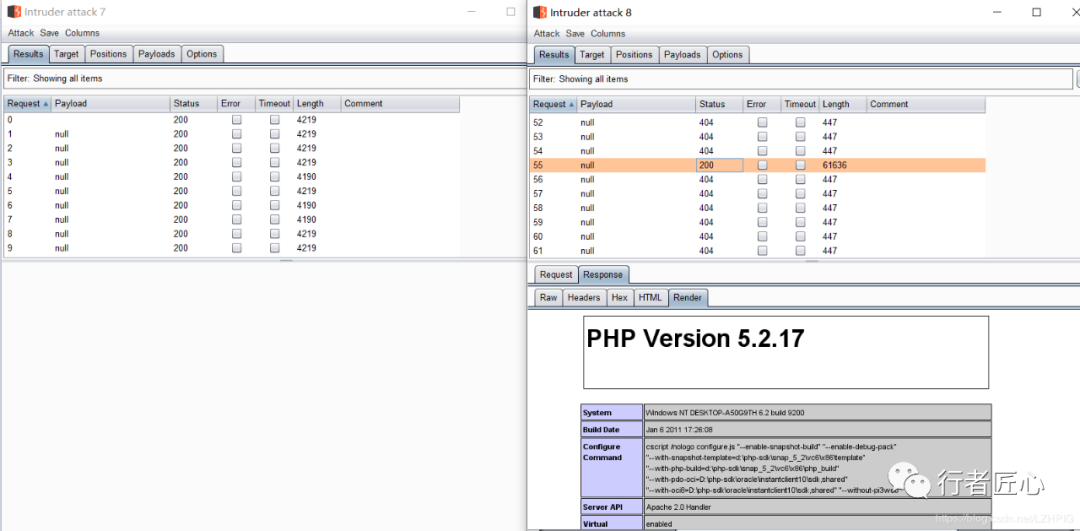 Intruder attack 7
Attack Save Columns
Results Target Positions Payloads Options
Filter: Showing all items
Request Payload Status Error Timeout Length Comment
0 200 4219
1 null 200 4219
2 null 200 4219
3 null 200 4219
4 null 200 4190
5 null 200 4219
6 null 200 4190
7 null 200 4190
8 null 200 4219
9 null 200 4219
Intruder attack 8
Attack Save Columns
Results Target Positions Payloads Options
Filter: Showing all items
Request Payload Status Error Timeout Length Comment
52 null 404 447
53 null 404 447
54 null 404 447
55 null 200 61636
56 null 404 447
57 null 404 447
58 null 404 447
59 null 404 447
60 null 404 447
61 null 404 447
Request Response
Raw Headers Hex HTML Render
PHP Version 5.2.17
System Windows NT DESKTOP-A50G9TH 6.2 build 9200
Build Date Jan 6 2011 17:26:08
Configure Command cscript /nologo configure.js "--enable-snapshot-build" "--enable-debug-pack"
"--with-snapshot-template=d:\php-sdk\snap_5_2\vc6\x86\template"
"--with-php-build=d:\php-sdk\snap_5_2\vc6\x86\php_build"
"--with-pdo-oci=D:\php-sdk\oracle\instantclient10\sdk,shared"
"--with-oci8=D:\php-sdk\oracle\instantclient10\sdk,shared" "--without-pi3web"
Server API Apache 2.0 Handler
Virtual enabled
行者匠心